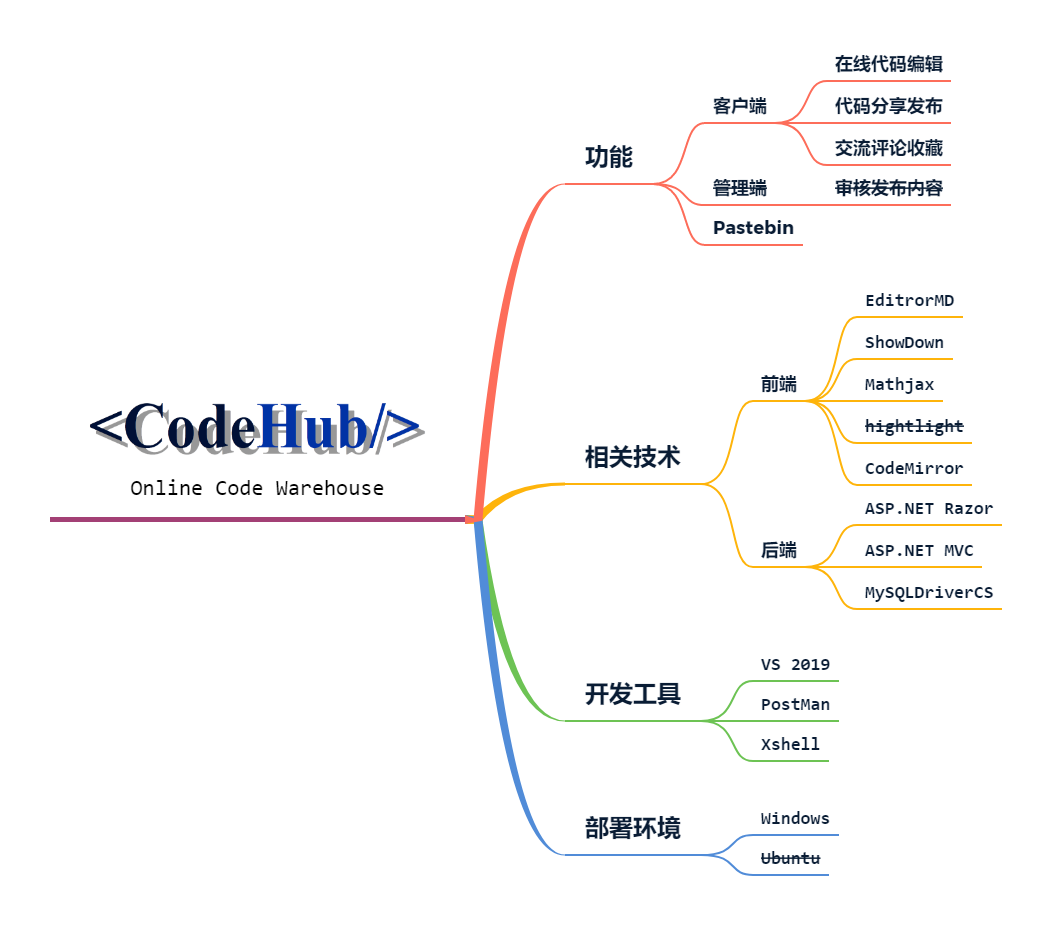 <CodeHub/>
Online Code Warehouse
功能
客户端
在线代码编辑
代码分享发布
交流评论收藏
管理端
审核发布内容
Pastebin
相关技术
前端
EditrorMD
ShowDown
Mathjax
hightlight
CodeMirror
后端
ASP.NET Razor
ASP.NET MVC
MySQLDriverCS
开发工具
VS 2019
PostMan
Xshell
部署环境
Windows
Ubuntu